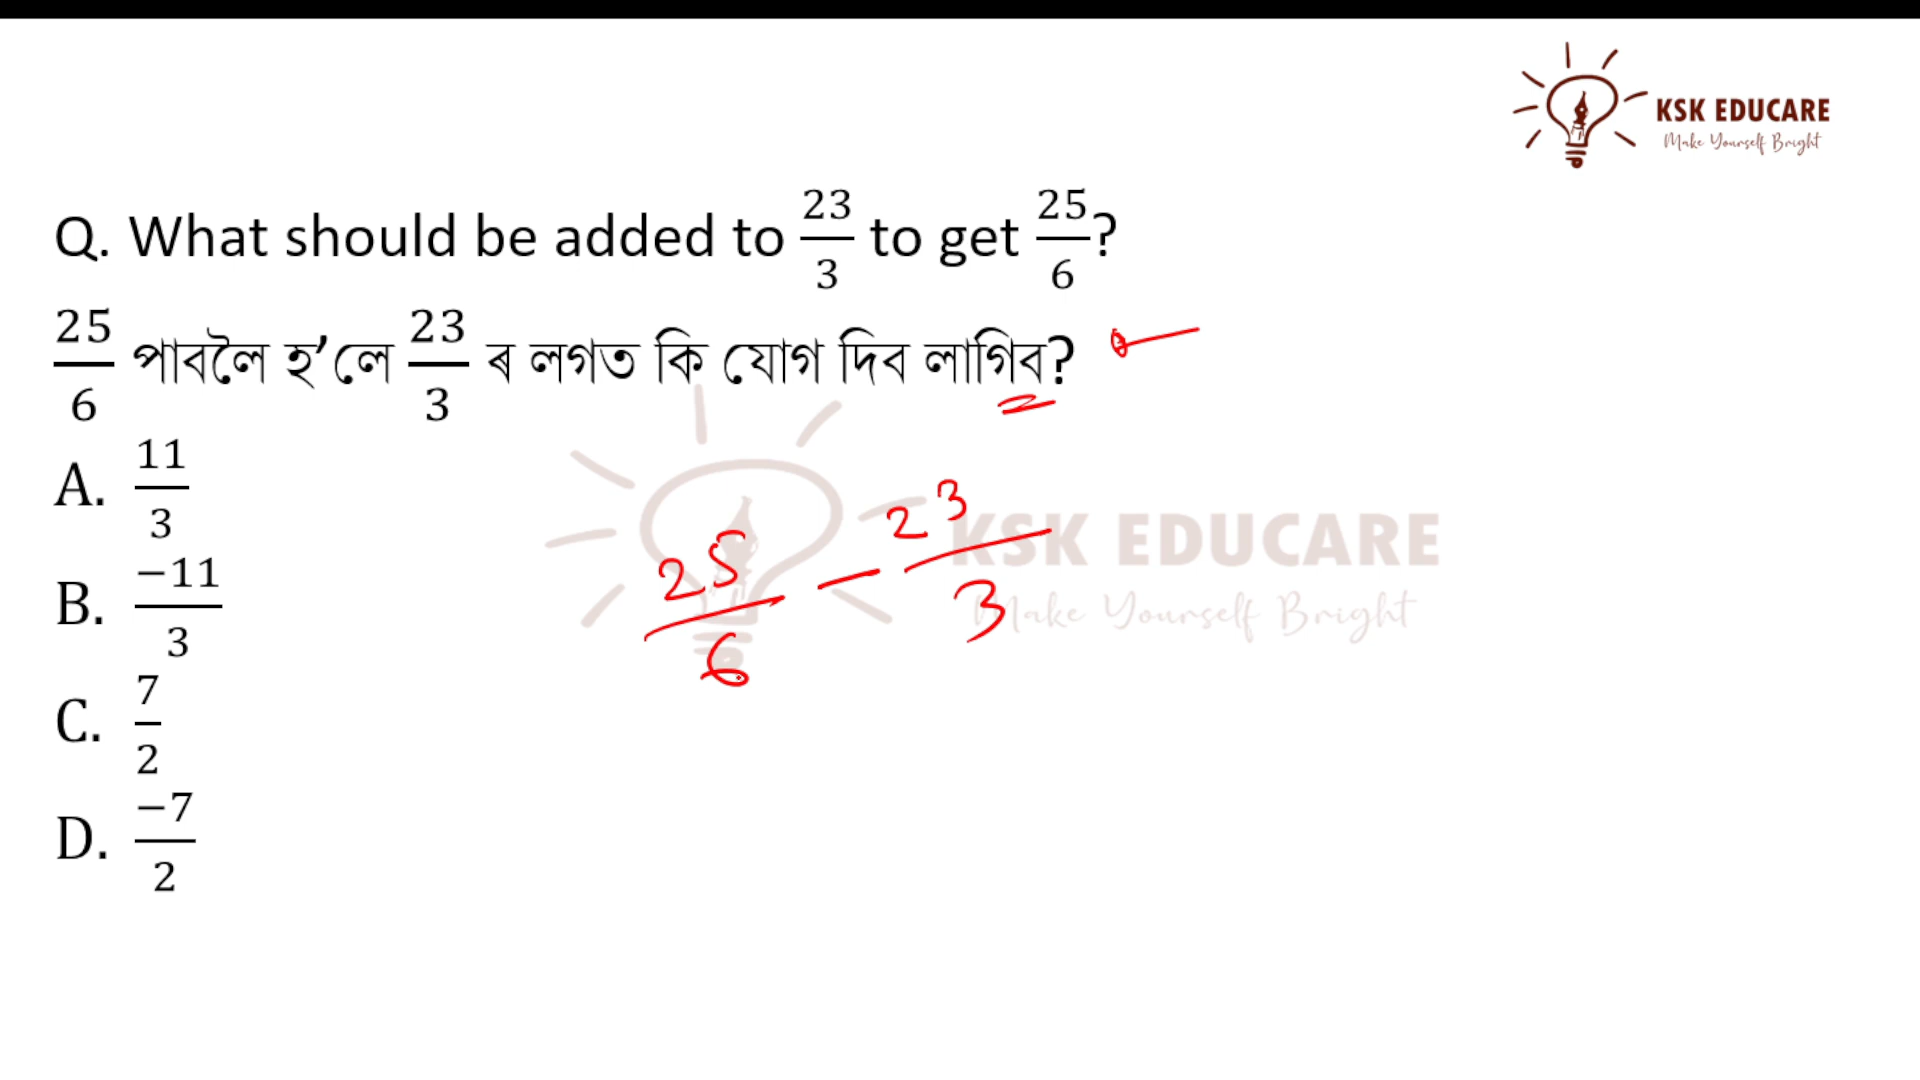 KSK EDUCARE
Make Yourself Bright
Q. What should be added to 23/3 to get 25/6?
25/6 পাবলৈ হ’লে 23/3 ৰ লগত কি যোগ দিব লাগিব?
A. 11/3
B. −11/3
C. 7/2
D. −7/2
25/6 − 23/3
KSK EDUCARE
Make Yourself Bright